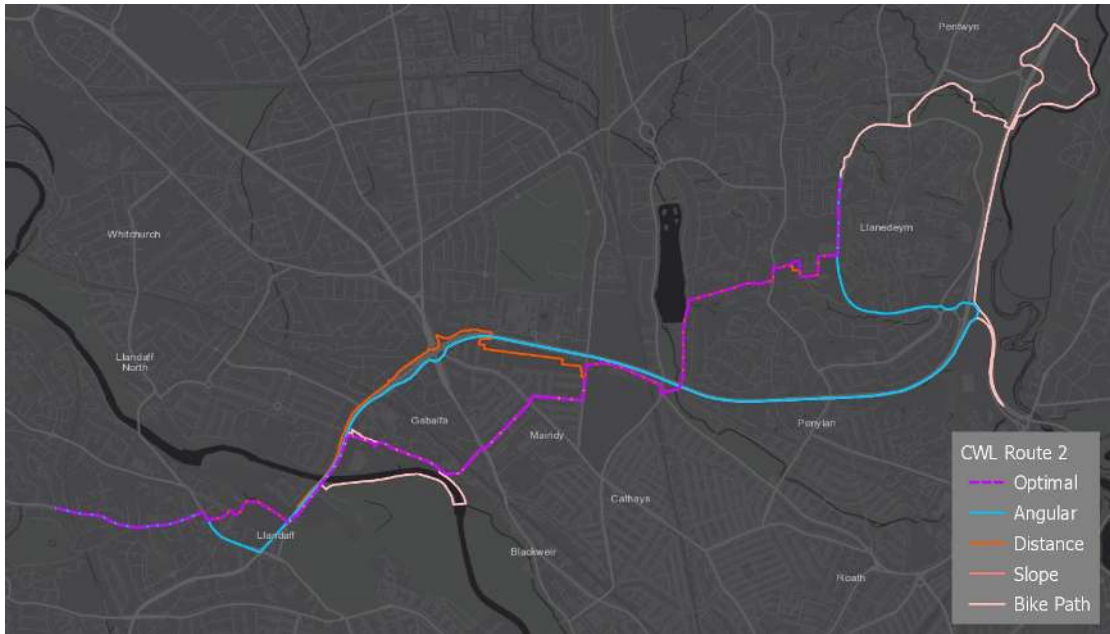 Pentwyn
Whitchurch
Llanedeyrn
Llandaff
North
Gabalfa
Maindy
Penylan
Cathays
Llandaff
Blackweir
Roath
CWL Route 2
Optimal
Angular
Distance
Slope
Bike Path